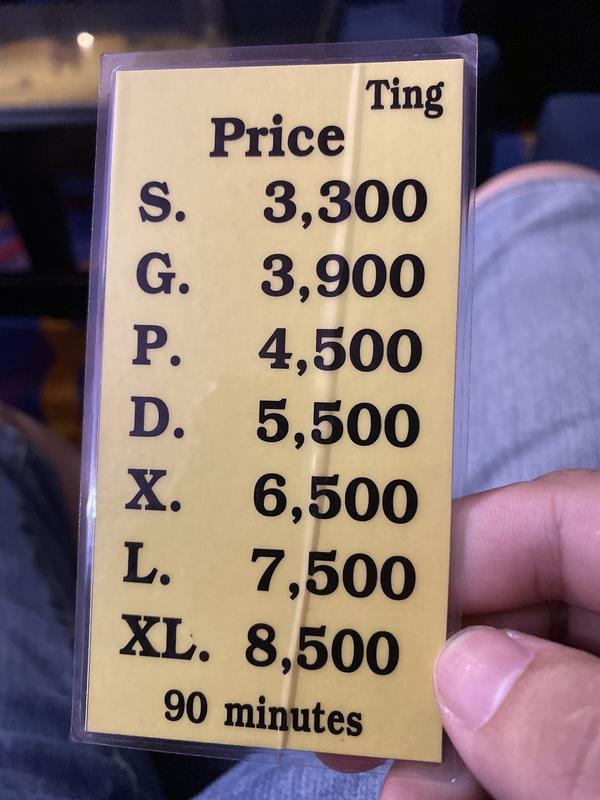 Ting
Price
S. 3,300
G. 3,900
P. 4,500
D. 5,500
X. 6,500
L. 7,500
XL. 8,500
90 minutes